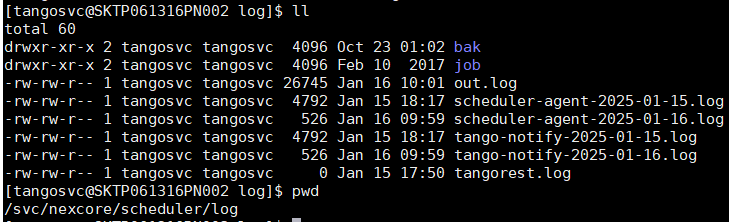 [tangosvc@SKTP061316PN002 log]$ ll
total 60
drwxr-xr-x 2 tangosvc tangosvc  4096 Oct 23 01:02 bak
drwxr-xr-x 2 tangosvc tangosvc  4096 Feb 10  2017 job
-rw-rw-r-- 1 tangosvc tangosvc 26745 Jan 16 10:01 out.log
-rw-rw-r-- 1 tangosvc tangosvc  4792 Jan 15 18:17 scheduler-agent-2025-01-15.log
-rw-rw-r-- 1 tangosvc tangosvc   526 Jan 16 09:59 scheduler-agent-2025-01-16.log
-rw-rw-r-- 1 tangosvc tangosvc  4792 Jan 15 18:17 tango-notify-2025-01-15.log
-rw-rw-r-- 1 tangosvc tangosvc   526 Jan 16 09:59 tango-notify-2025-01-16.log
-rw-rw-r-- 1 tangosvc tangosvc     0 Jan 15 17:50 tangorest.log
[tangosvc@SKTP061316PN002 log]$ pwd
/svc/nexcore/scheduler/log
[tangosvc@SKTP061316PN002 log]$